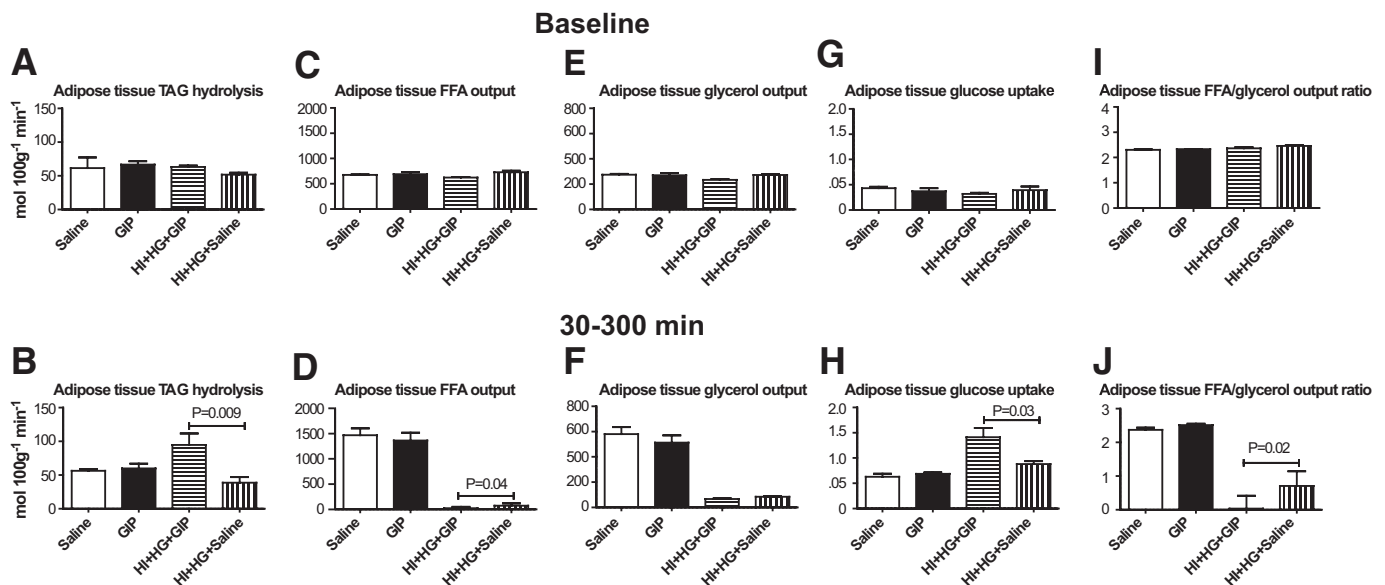 Baseline
A
Adipose tissue TAG hydrolysis
mol 100g-1 min-1
150
100
50
0
Saline
GIP
HI+HG+GIP
HI+HG+Saline
C
Adipose tissue FFA output
2000
1500
1000
500
0
Saline
GIP
HI+HG+GIP
HI+HG+Saline
E
Adipose tissue glycerol output
800
600
300
200
0
Saline
GIP
HI+HG+GIP
HI+HG+Saline
G
Adipose tissue glucose uptake
2.0
1.5
1.0
.05
0
Saline
GIP
HI+HG+GIP
HI+HG+Saline
I
Adipose tissue FFA/glycerol output ratio
4
3
2
1
0
Saline
GIP
HI+HG+GIP
HI+HG+Saline
30-300 min
B
Adipose tissue TAG hydrolysis
mol 100g-1 min-1
150
100
50
0
P=0.009
Saline
GIP
HI+HG+GIP
HI+HG+Saline
D
Adipose tissue FFA output
2000
1500
1000
500
0
P=0.04
Saline
GIP
HI+HG+GIP
HI+HG+Saline
F
Adipose tissue glycerol output
800
600
400
200
0
Saline
GIP
HI+HG+GIP
HI+HG+Saline
H
Adipose tissue glucose uptake
2.0
1.5
1.0
.05
0
P=0.03
Saline
GIP
HI+HG+GIP
HI+HG+Saline
J
Adipose tissue FFA/glycerol output ratio
3
2
1
0
P=0.02
Saline
GIP
HI+HG+GIP
HI+HG+Saline